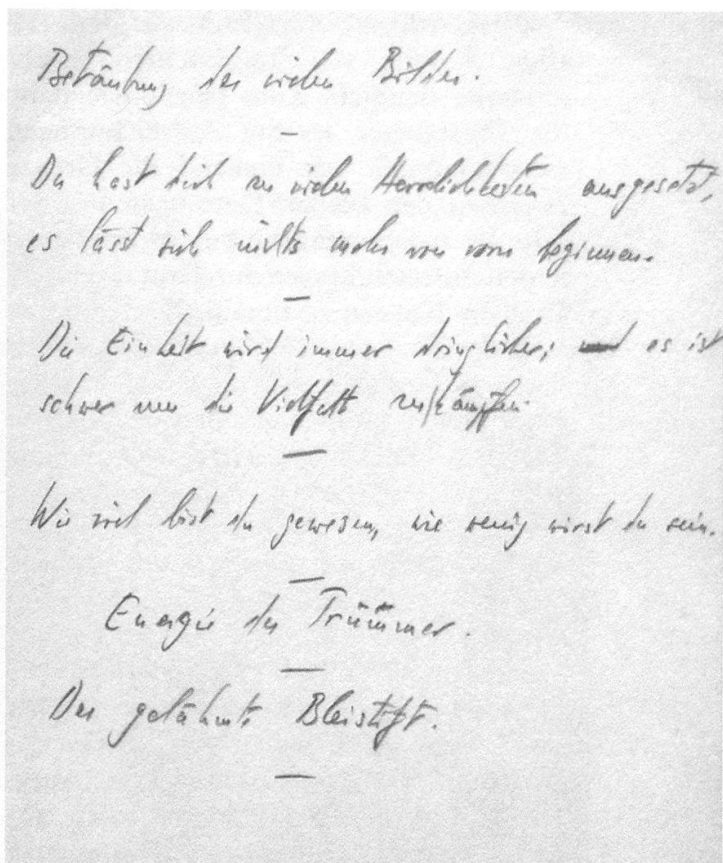 Betäubung der vielen Bilder.
—
Du hast dich zu vielen Herrlichkeiten ausgesetzt,
es lässt sich nichts mehr von vorn beginnen.
—
Die Einheit wird immer dringlicher; es ist
schwer um die Vielfalt zu kämpfen.
—
Wie viel bist du gewesen, wie wenig wirst du sein.
—
Energie der Trümmer.
—
Der gelähmte Bleistift.
—